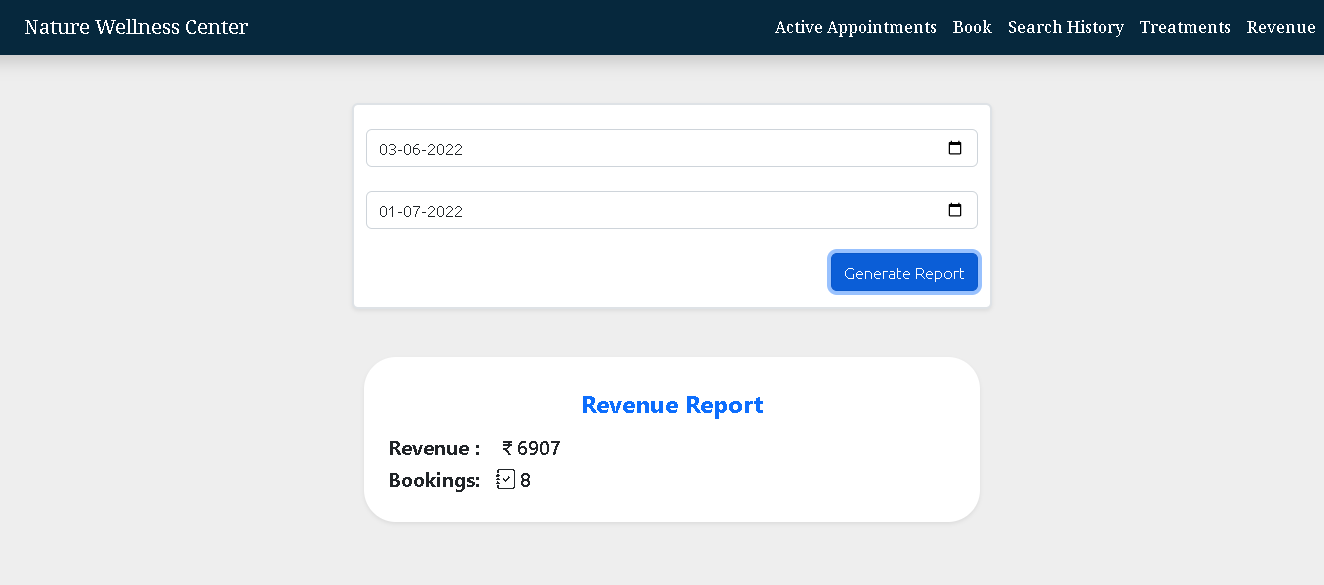 Nature Wellness Center
Active Appointments Book Search History Treatments Revenue
03-06-2022
01-07-2022
Generate Report
Revenue Report
Revenue : ₹ 6907
Bookings: 8